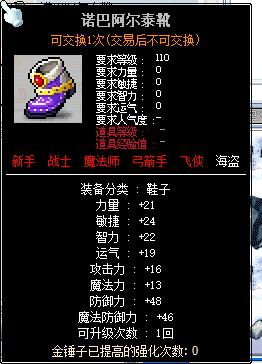 诺巴阿尔泰靴
可交换1次(交易后不可交换)
要求等级： 110
要求力量： 0
要求敏捷： 0
要求智力： 0
要求运气： 0
要求人气度： -
道具等级： -
道具经验值： -
新手 战士 魔法师 弓箭手 飞侠 海盗
装备分类 : 鞋子
力量 : +21
敏捷 : +24
智力 : +22
运气 : +19
攻击力 : +16
魔法力 : +13
防御力 : +48
魔法防御力 : +46
可升级次数 : 1回
金锤子已提高的强化次数: 0